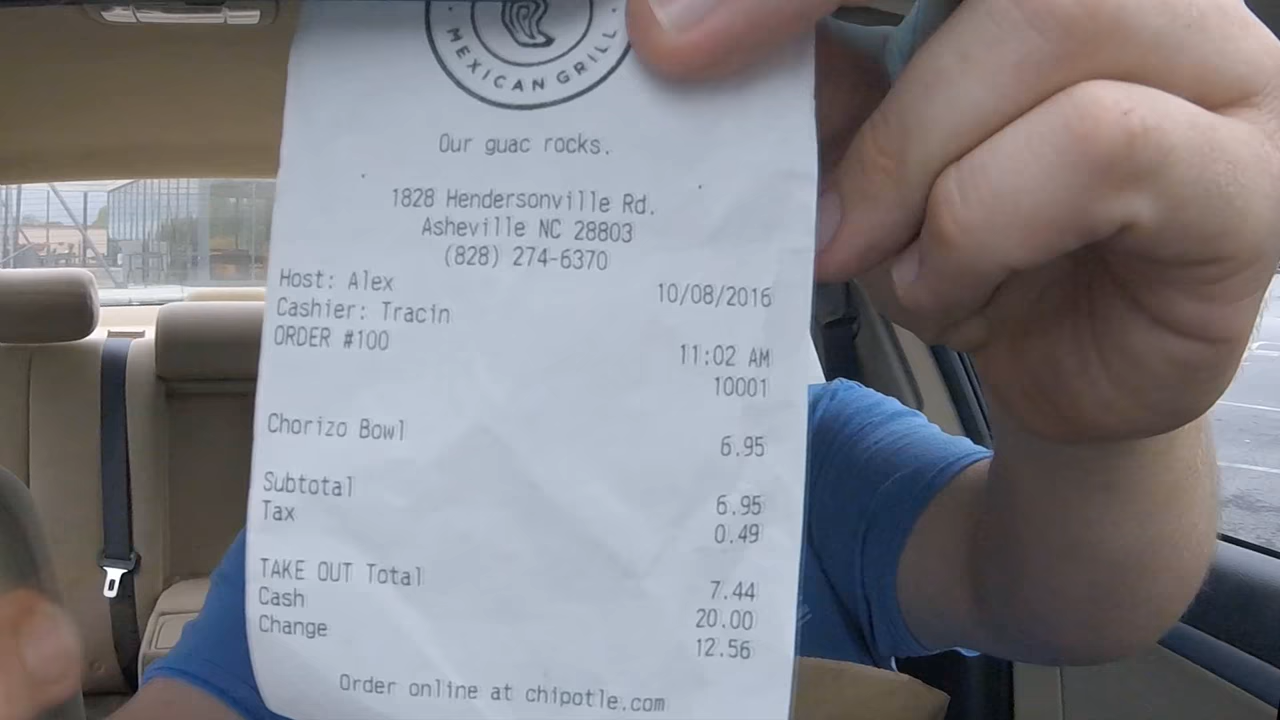 MEXICAN GRILL
Our guac rocks.
1828 Hendersonville Rd.
Asheville NC 28803
(828) 274-6370
Host: Alex 10/08/2016
Cashier: Tracin
ORDER #100 11:02 AM
10001
Chorizo Bowl 6.95
Subtotal 6.95
Tax 0.49
TAKE OUT Total 7.44
Cash 20.00
Change 12.56
Order online at chipotle.com